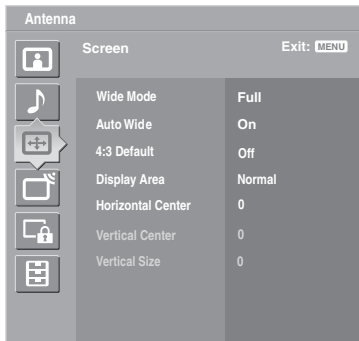 Antenna
Screen Exit: MENU
Wide Mode Full
Auto Wide On
4:3 Default Off
Display Area Normal
Horizontal Center 0
Vertical Center 0
Vertical Size 0